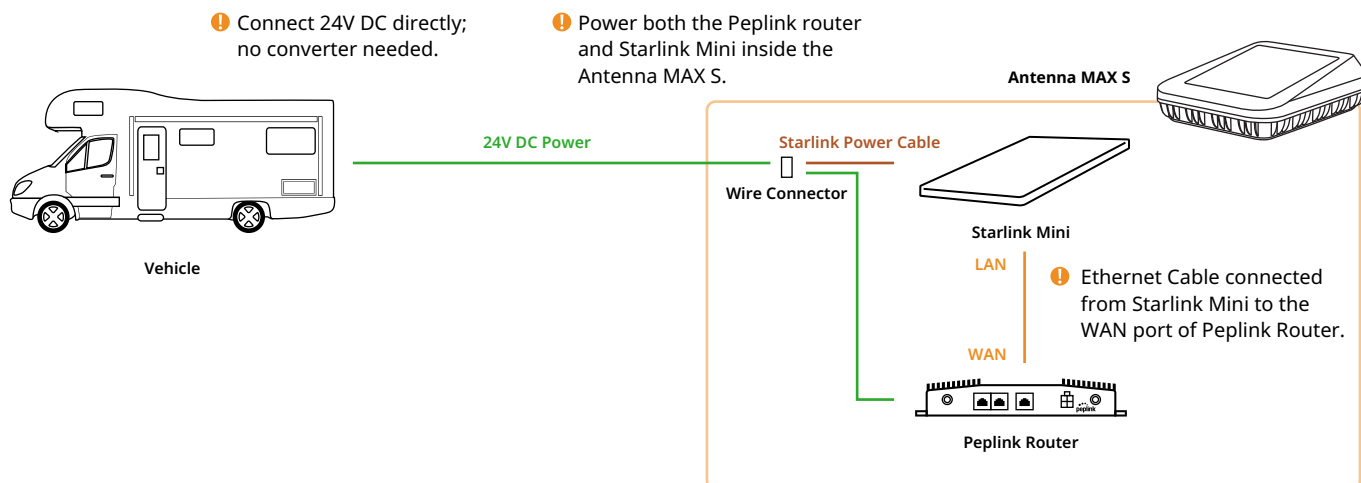 Connect 24V DC directly;
no converter needed.
Power both the Peplink router
and Starlink Mini inside the
Antenna MAX S.
Antenna MAX S
24V DC Power
Starlink Power Cable
Wire Connector
Starlink Mini
Vehicle
LAN
Ethernet Cable connected
from Starlink Mini to the
WAN port of Peplink Router.
WAN
peplink
Peplink Router